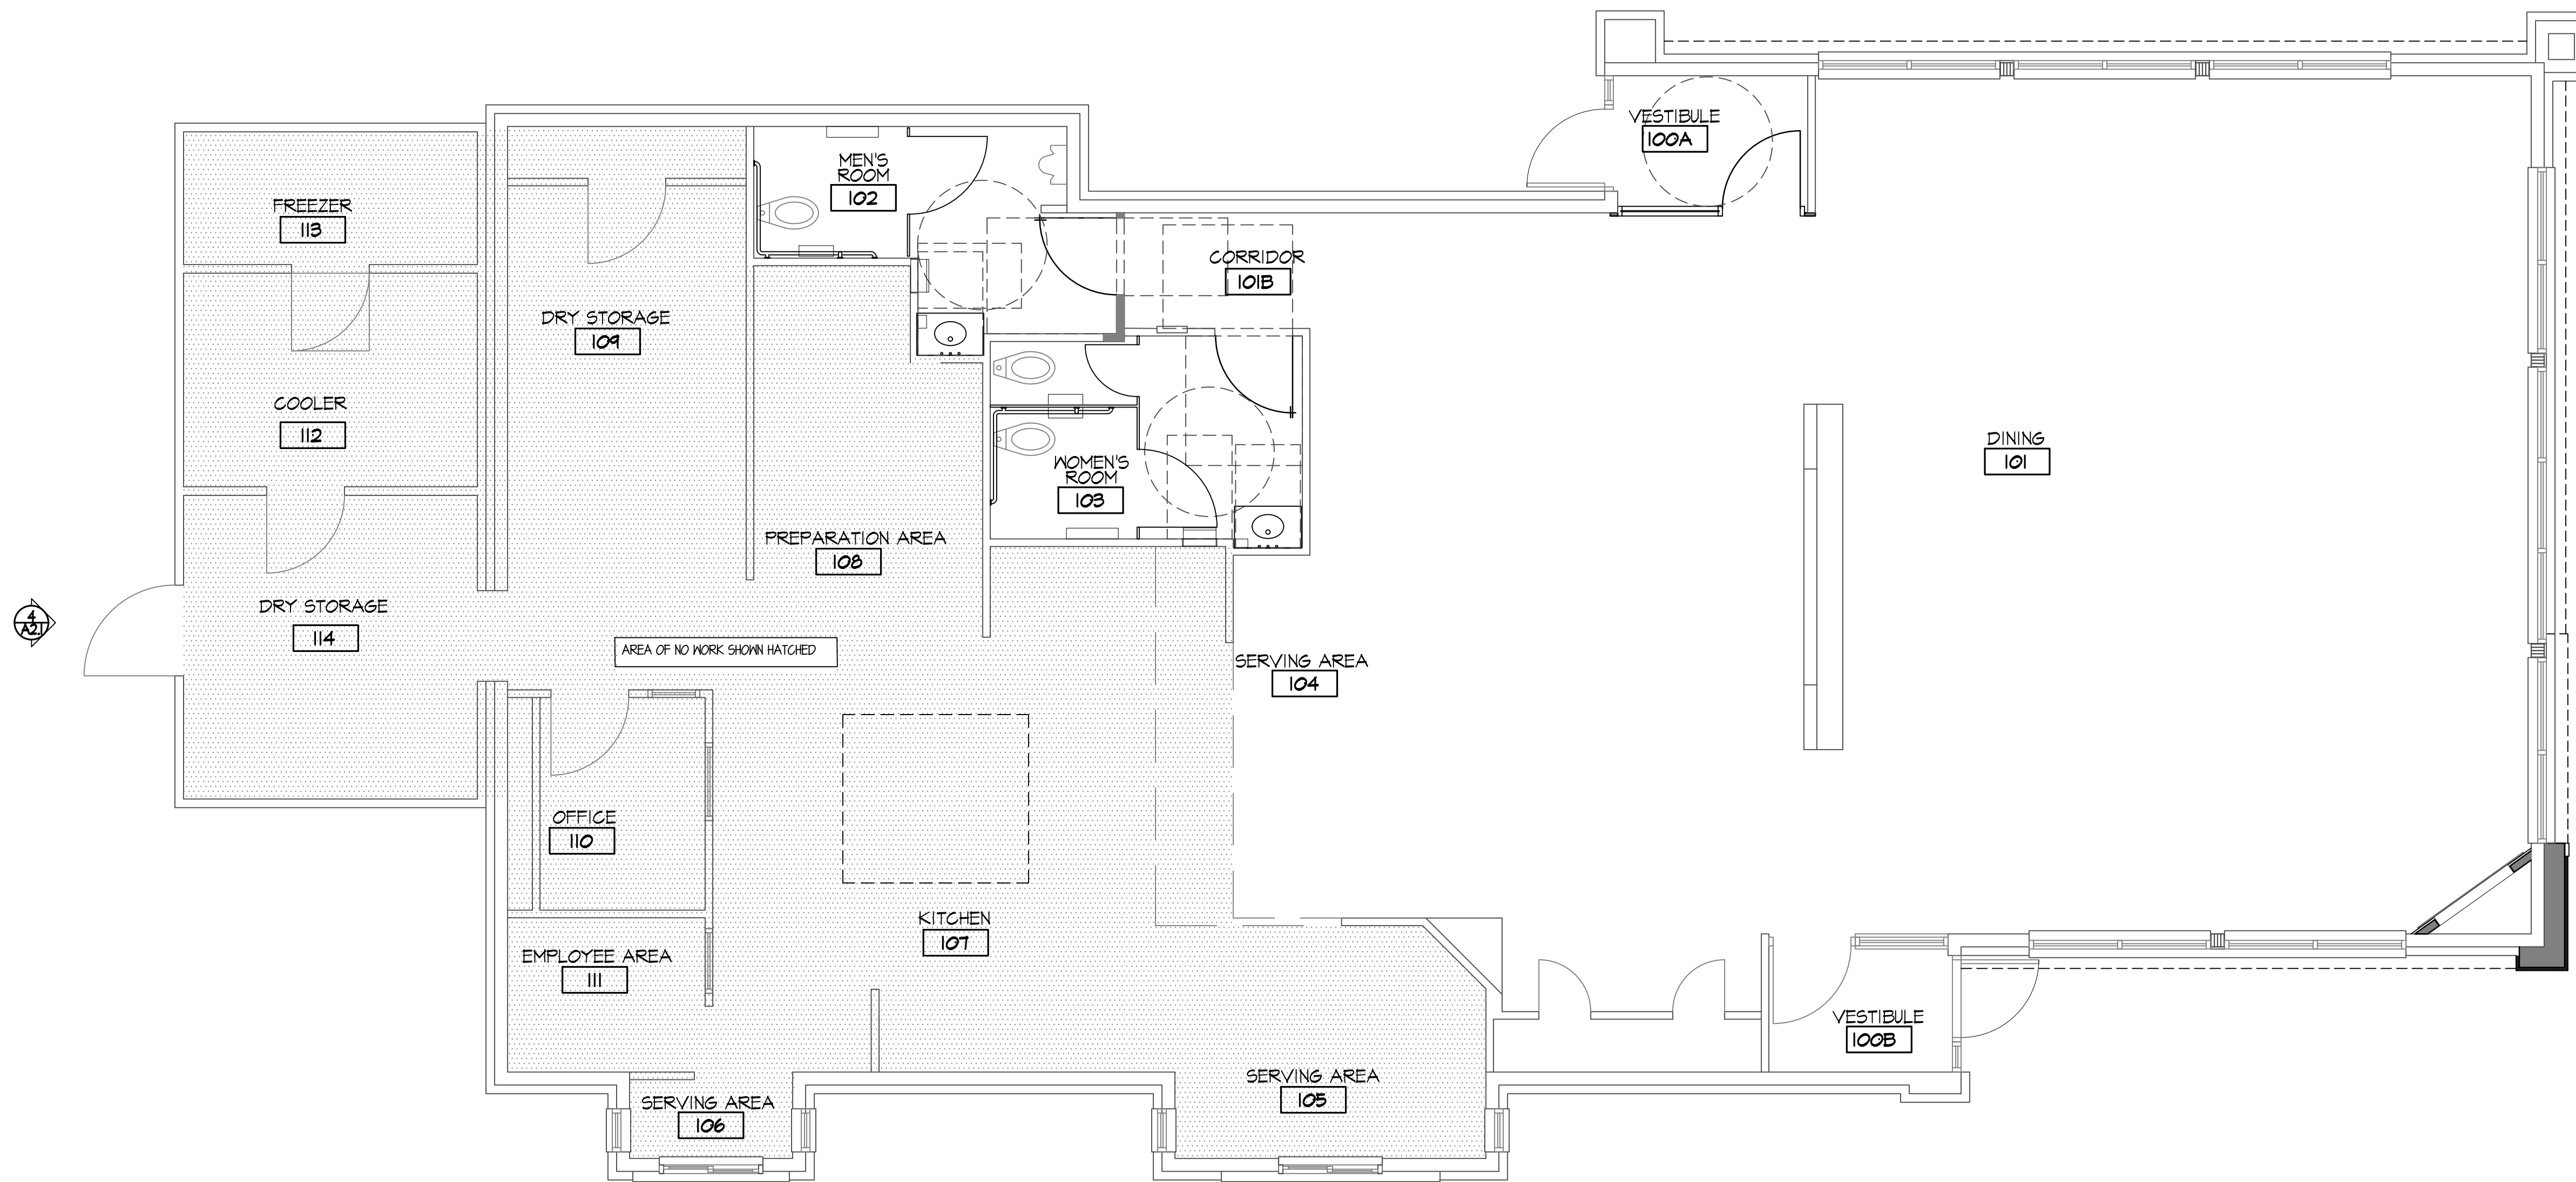 VESTIBULE
100A
MEN'S
ROOM
102
FREEZER
113
CORRIDOR
101B
DRY STORAGE
109
COOLER
112
DINING
101
WOMEN'S
ROOM
103
PREPARATION AREA
108
DRY STORAGE
114
4
A2.1
AREA OF NO WORK SHOWN HATCHED
SERVING AREA
104
OFFICE
110
KITCHEN
107
EMPLOYEE AREA
111
VESTIBULE
100B
SERVING AREA
105
SERVING AREA
106